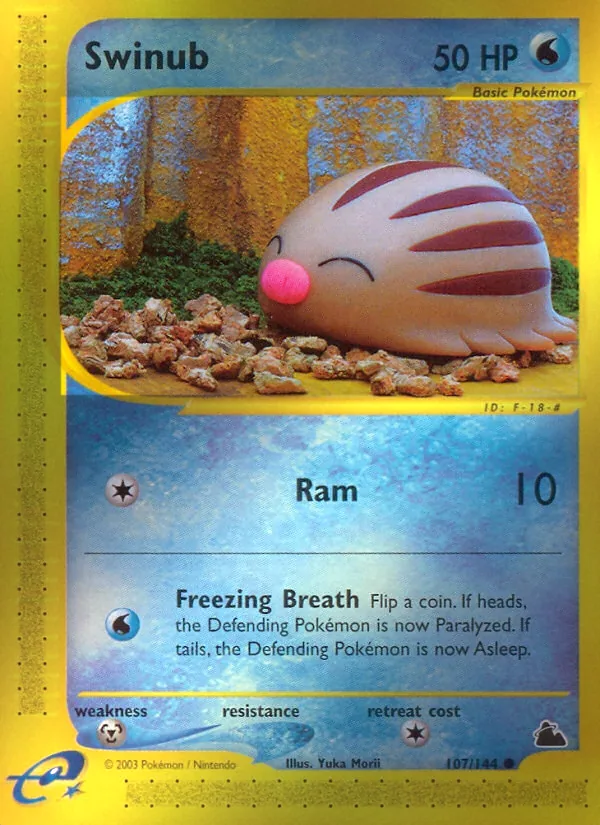 Swinub
50 HP
Basic Pokémon
ID: F-18-#
Ram 10
Freezing Breath Flip a coin. If heads,
the Defending Pokémon is now Paralyzed. If
tails, the Defending Pokémon is now Asleep.
weakness resistance retreat cost
© 2003 Pokémon / Nintendo Illus. Yuka Morii 107/144
e